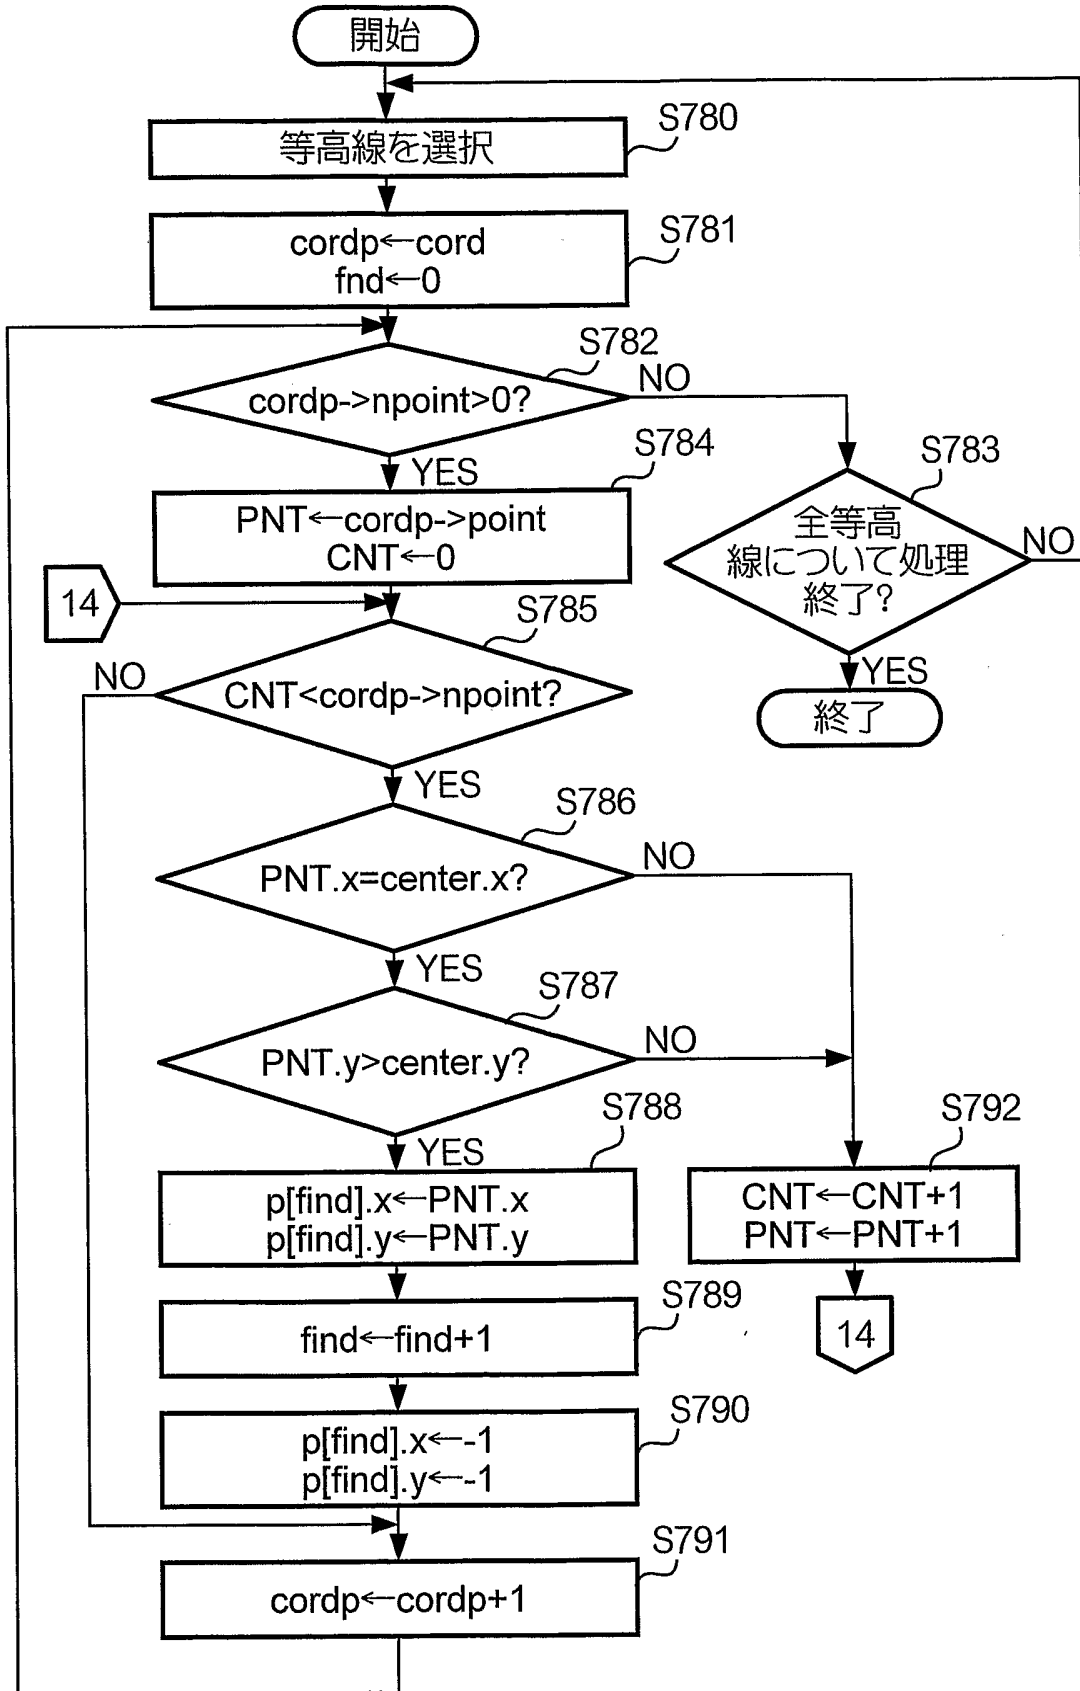 開始
S780
等高線を選択
S781
cordp←cord
fnd←0
S782
cordp->npoint>0?
NO
YES
S784
PNT←cordp->point
CNT←0
S783
全等高
線について処理
終了?
NO
YES
終了
14
S785
CNT<cordp->npoint?
NO
YES
S786
PNT.x=center.x?
NO
YES
S787
PNT.y>center.y?
NO
YES
S788
p[find].x←PNT.x
p[find].y←PNT.y
S792
CNT←CNT+1
PNT←PNT+1
14
S789
find←find+1
S790
p[find].x←-1
p[find].y←-1
S791
cordp←cordp+1